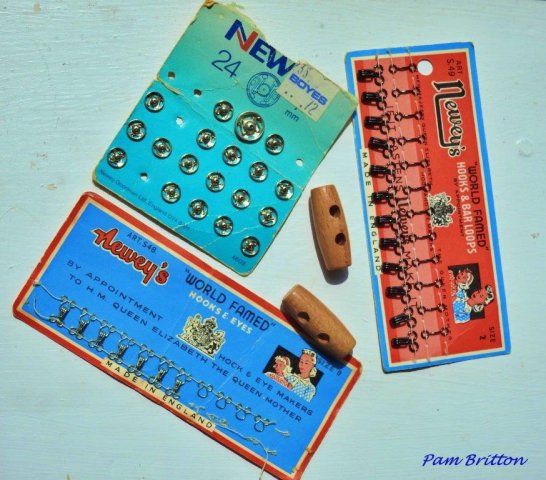 NEW
BOYES
24
mm
ART. S49
Newey's
"WORLD FAMED"
HOOKS & BAR LOOPS
MADE IN ENGLAND
SIZE
2
ART. S48
Newey's
"WORLD FAMED"
HOOKS & EYES
BY APPOINTMENT
HOOK & EYE MAKERS
TO H.M. QUEEN ELIZABETH THE QUEEN MOTHER
MADE IN ENGLAND
Pam Britton